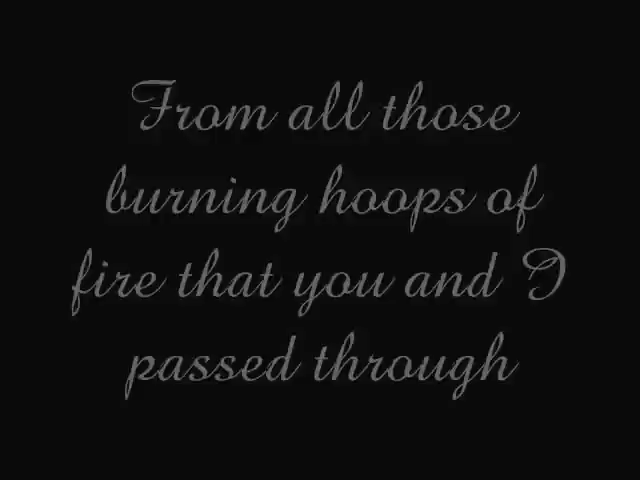 From all those
burning hoops of
fire that you and I
passed through